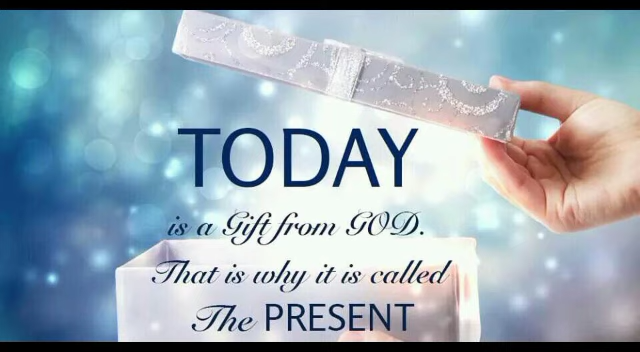 TODAY
is a Gift from GOD.
That is why it is called
The PRESENT